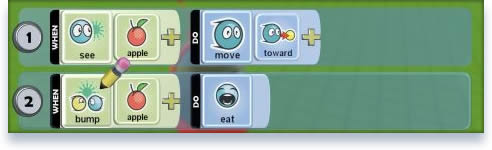 1 WHEN see apple DO move toward
2 WHEN bump apple DO eat